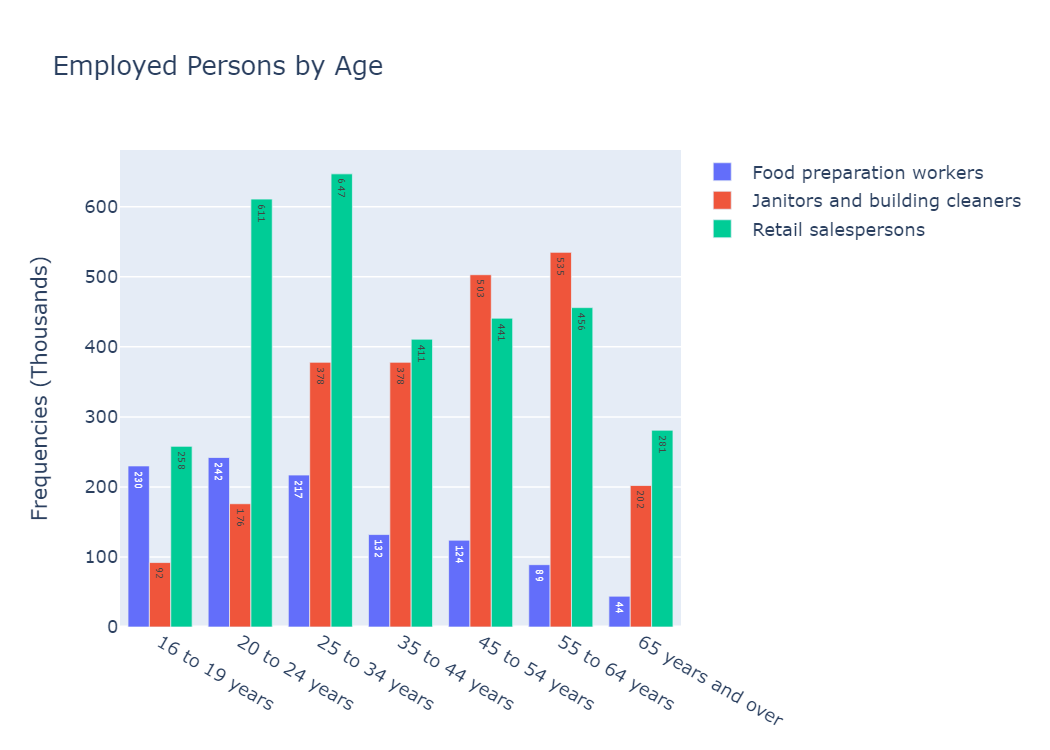 Employed Persons by Age
Food preparation workers
Janitors and building cleaners
Retail salespersons
Frequencies (Thousands)
600
500
400
300
200
100
0
230
92
258
242
176
611
217
378
647
132
378
411
124
503
441
89
535
456
44
202
281
16 to 19 years
20 to 24 years
25 to 34 years
35 to 44 years
45 to 54 years
55 to 64 years
65 years and over